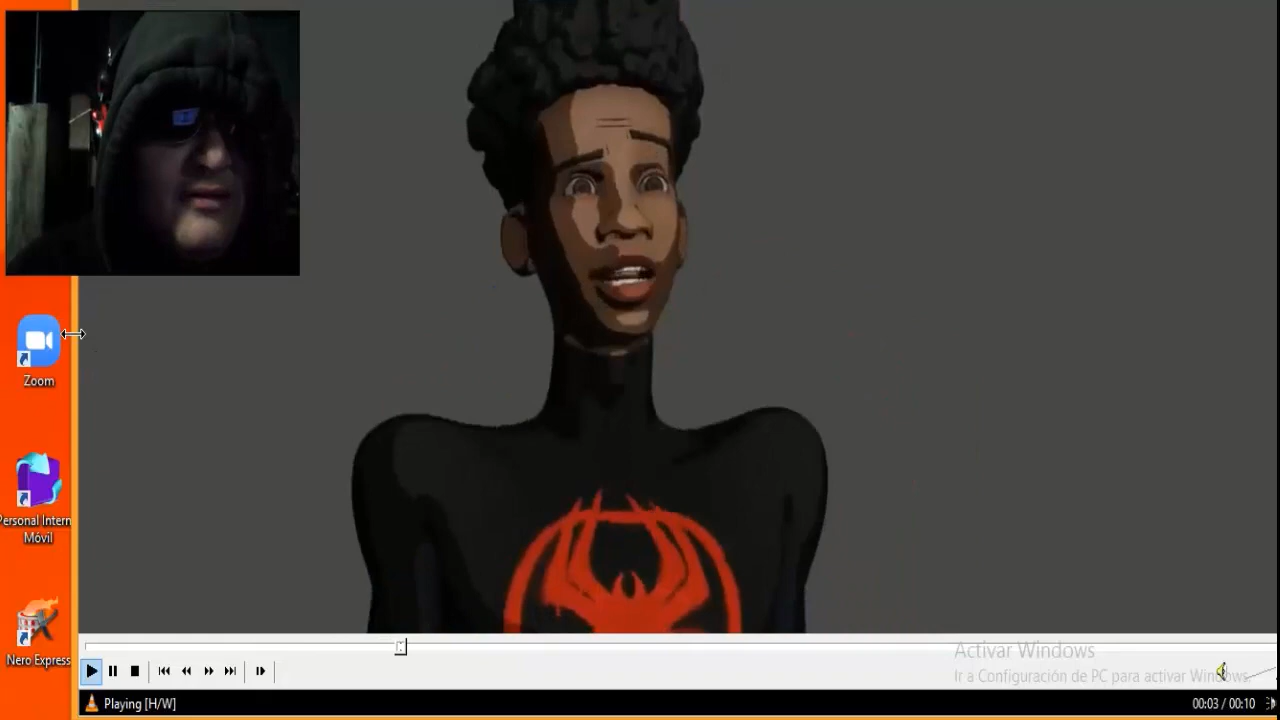 Zoom
Personal Intern
Móvil
Nero Express
Activar Windows
Ir a Configuración de PC para activar Windows.
Playing [H/W]
00:03 / 00:10